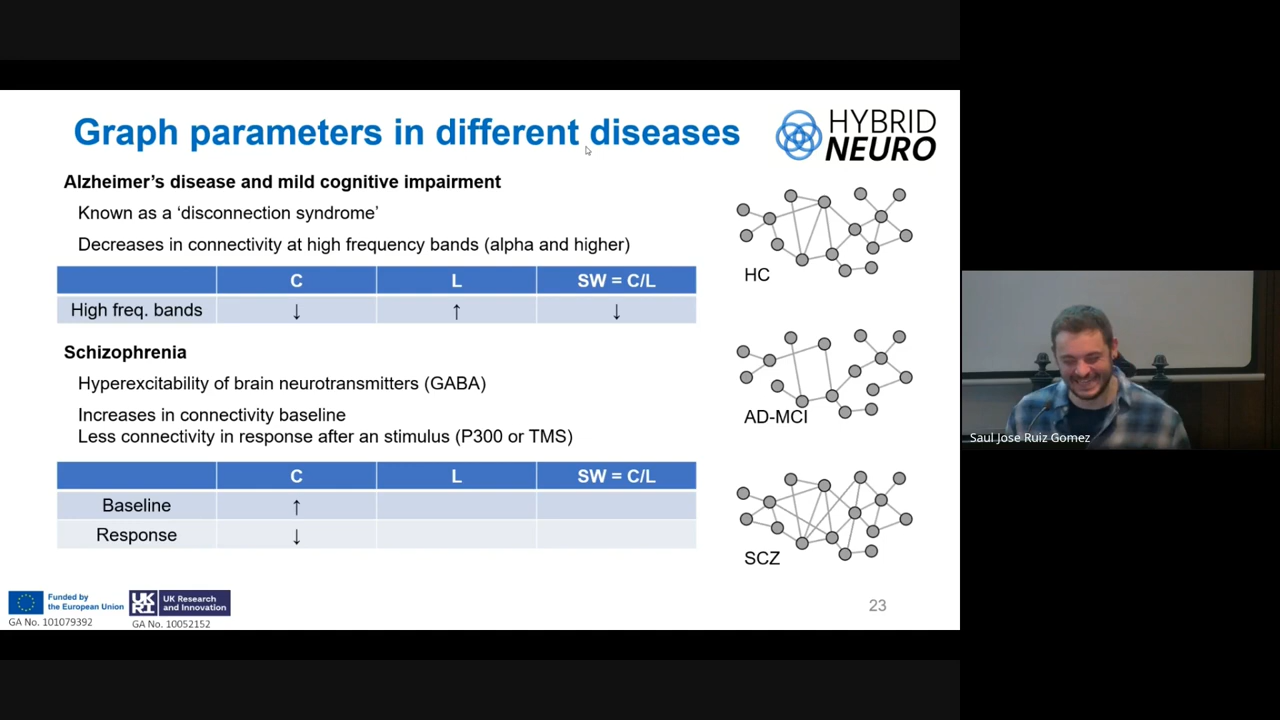 Graph parameters in different diseases
HYBRID
NEURO
Alzheimer’s disease and mild cognitive impairment
Known as a ‘disconnection syndrome’
Decreases in connectivity at high frequency bands (alpha and higher)
C L SW = C/L
High freq. bands ↓ ↑ ↓
HC
Schizophrenia
Hyperexcitability of brain neurotransmitters (GABA)
Increases in connectivity baseline
Less connectivity in response after an stimulus (P300 or TMS)
AD-MCI
C L SW = C/L
Baseline ↑
Response ↓
SCZ
Saul Jose Ruiz Gomez
Funded by
the European Union
GA No. 101079392
UK
RI
UK Research
and Innovation
GA No. 10052152
23